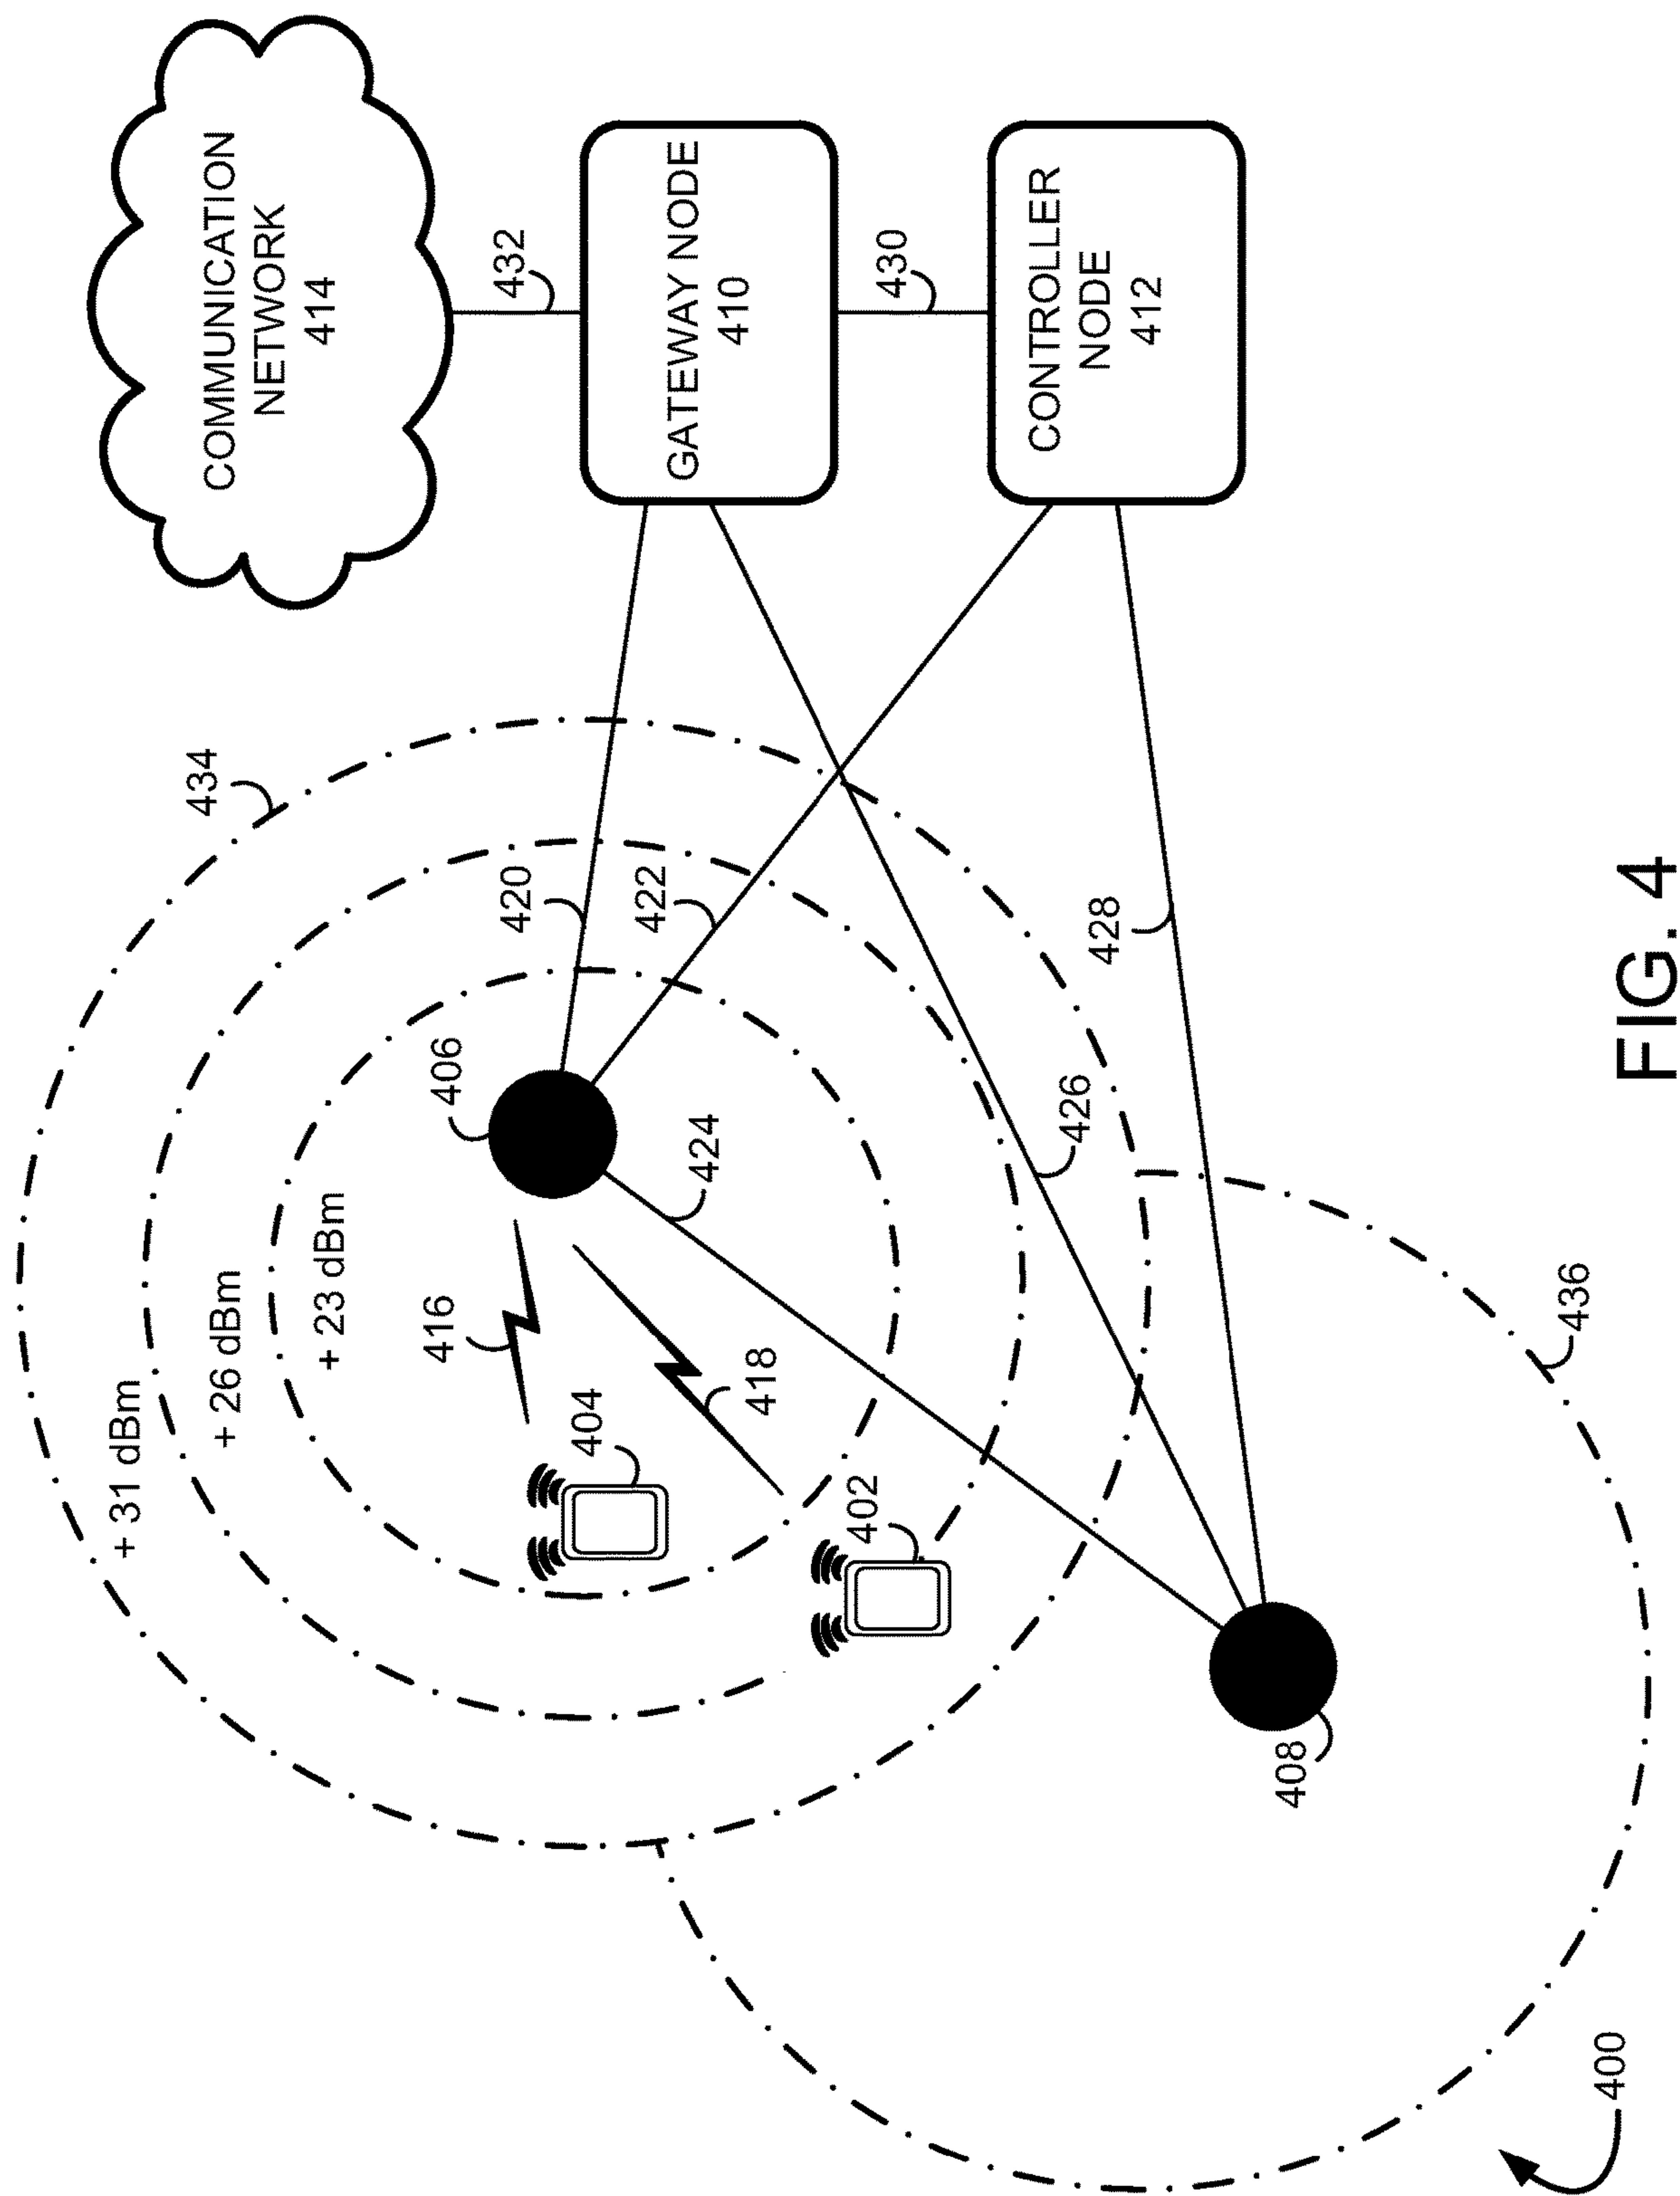 434
+ 31 dBm
+ 26 dBm
+ 23 dBm
406
416
404
418
402
420
422
424
426
428
408
436
COMMUNICATION
NETWORK
414
432
GATEWAY NODE
410
430
CONTROLLER
NODE
412
400
FIG. 4